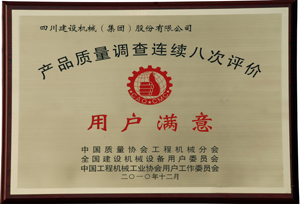 四川建设机械（集团）股份有限公司
产品质量调查连续八次评价
用户满意
中国质量协会工程机械分会
全国建设机械设备用户委员会
中国工程机械工业协会用户工作委员会
二〇一〇年十二月